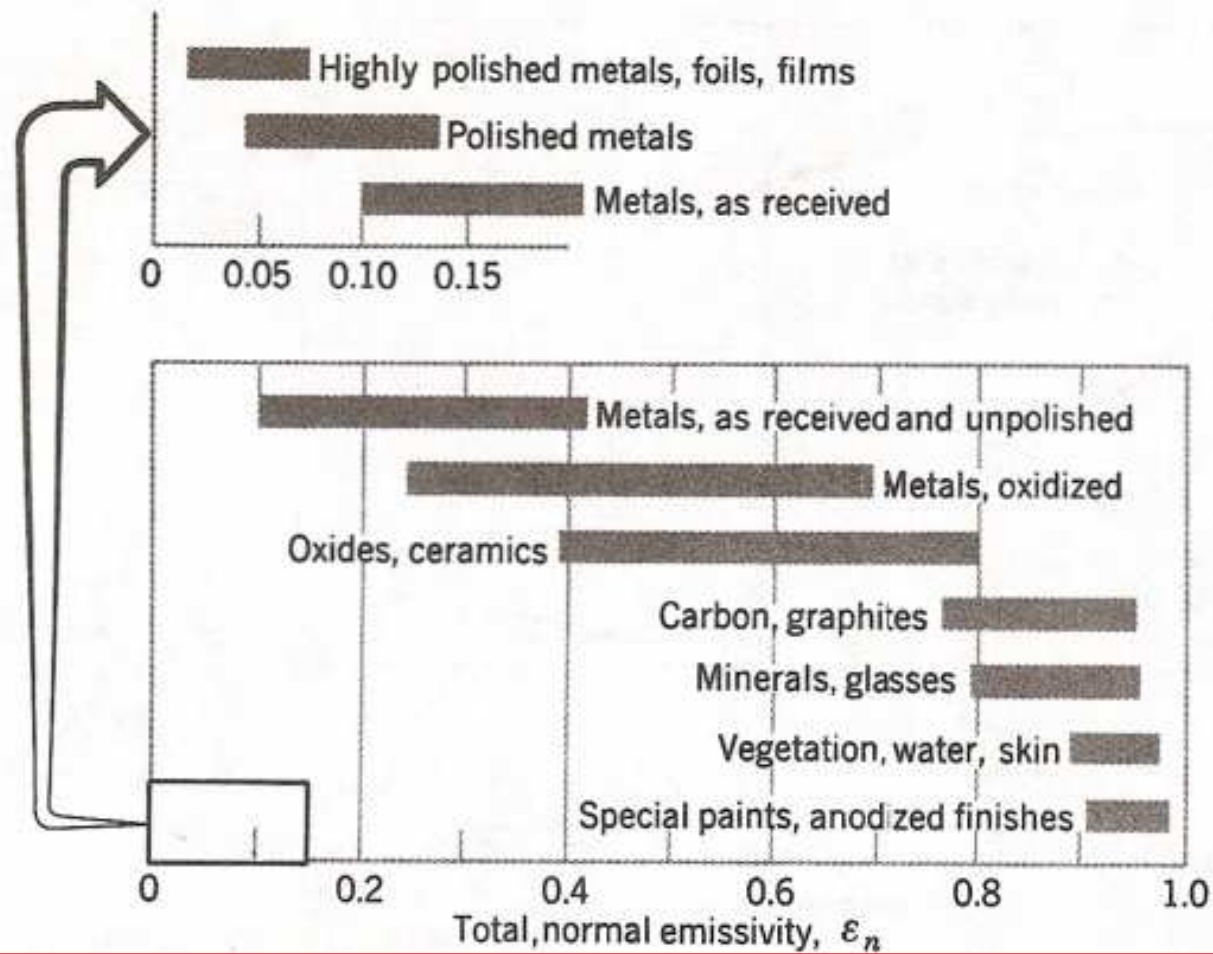 Highly polished metals, foils, films
Polished metals
Metals, as received
0 0.05 0.10 0.15
Metals, as received and unpolished
Metals, oxidized
Oxides, ceramics
Carbon, graphites
Minerals, glasses
Vegetation, water, skin
Special paints, anodized finishes
0 0.2 0.4 0.6 0.8 1.0
Total, normal emissivity, εn